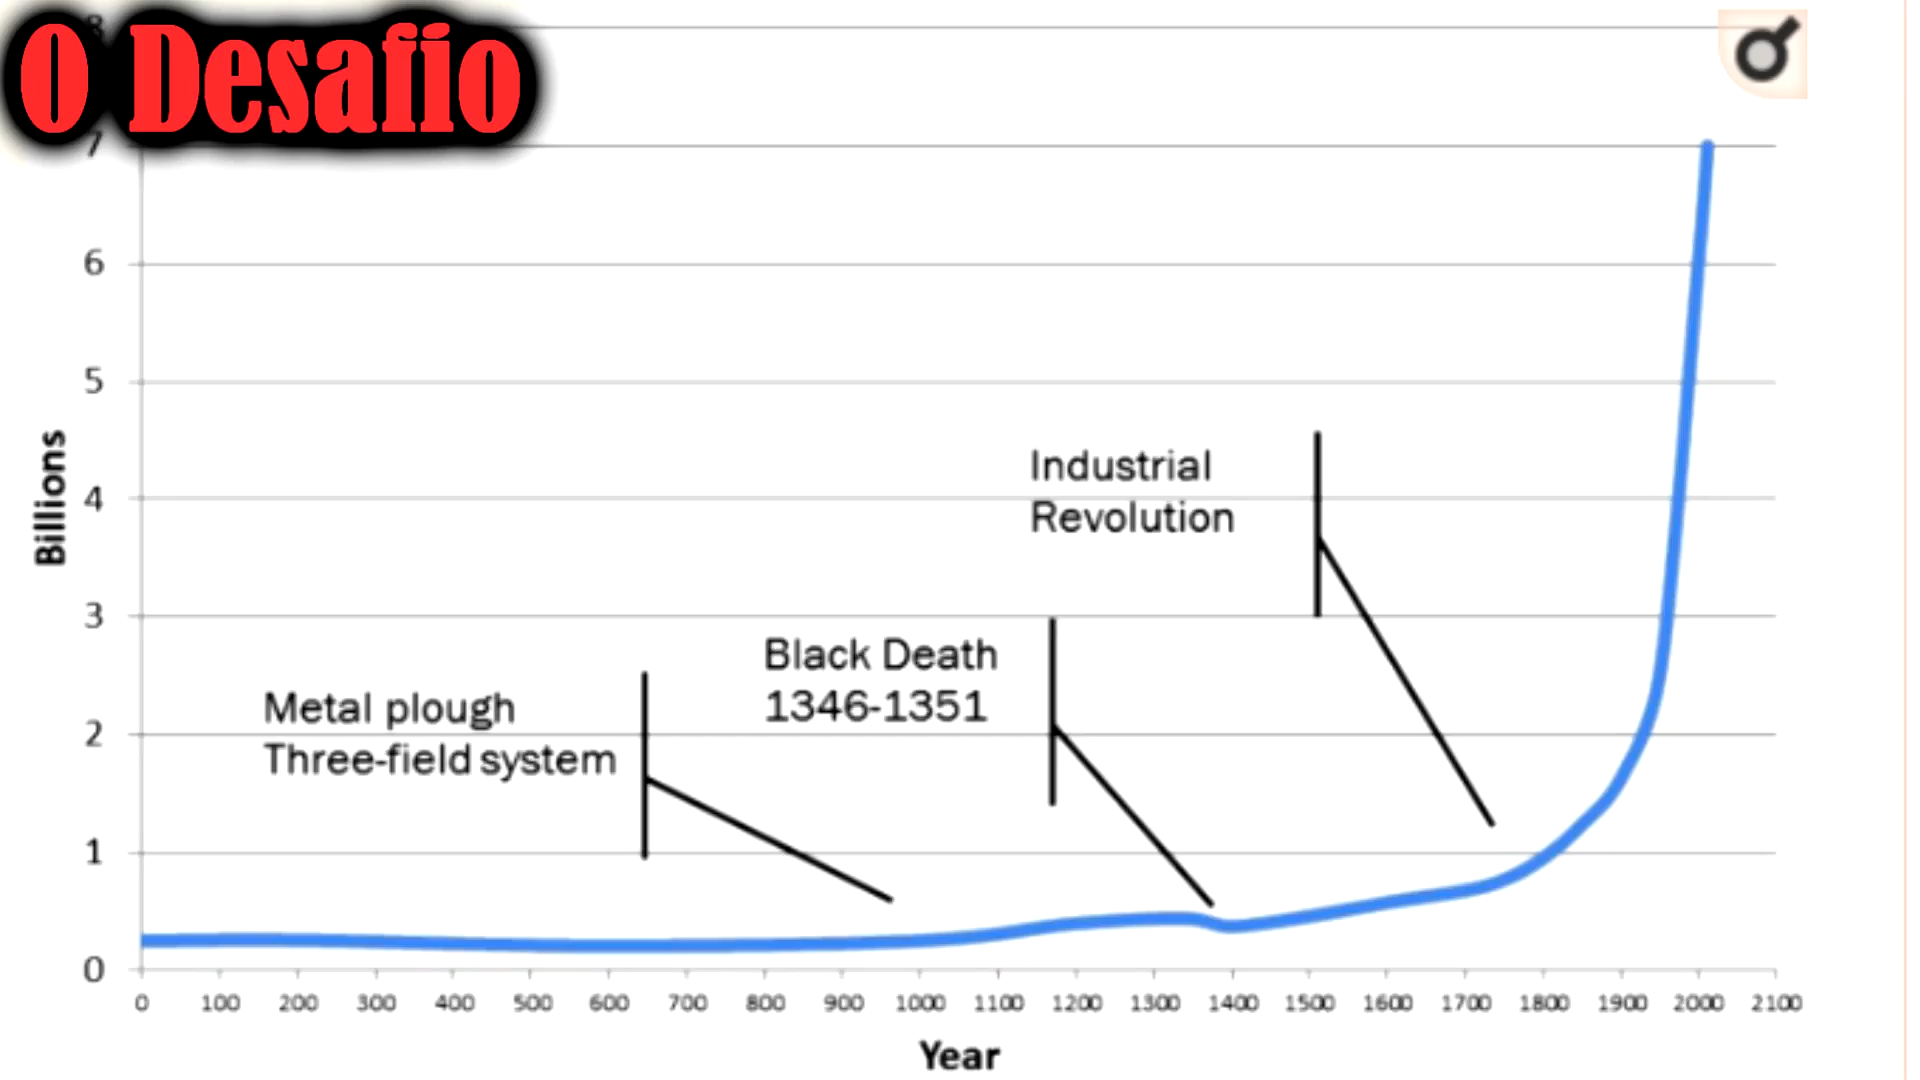 O Desafio
8
7
6
5
4
3
2
1
0
Billions
Industrial
Revolution
Black Death
1346-1351
Metal plough
Three-field system
0 100 200 300 400 500 600 700 800 900 1000 1100 1200 1300 1400 1500 1600 1700 1800 1900 2000 2100
Year